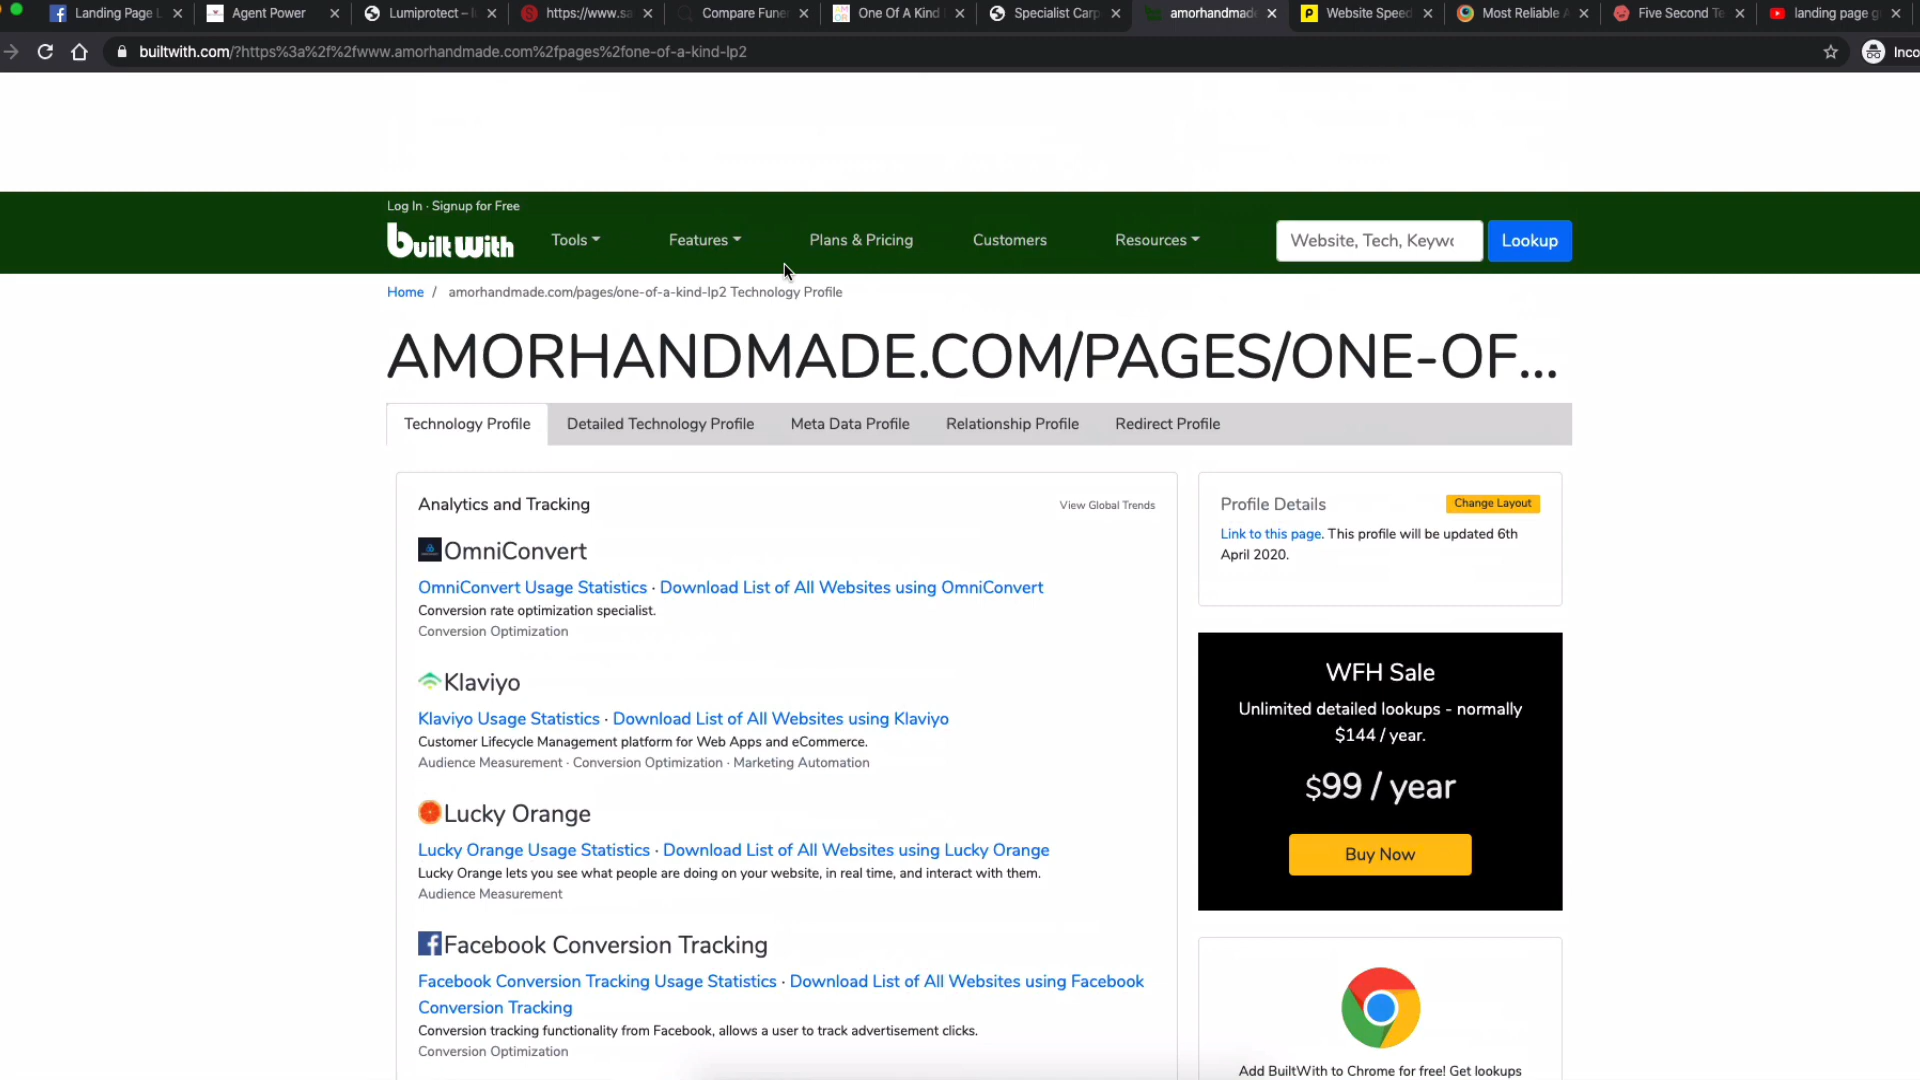 Landing Page L
Agent Power
Lumiprotect – I
https://www.sa
Compare Fune
One Of A Kind
Specialist Carp
amorhandmad
Website Speed
Most Reliable A
Five Second Te
landing page g
builtwith.com/?https%3a%2f%2fwww.amorhandmade.com%2fpages%2fone-of-a-kind-lp2
Inco
Log In · Signup for Free
built with
Tools
Features
Plans & Pricing
Customers
Resources
Website, Tech, Keywo
Lookup
Home / amorhandmade.com/pages/one-of-a-kind-lp2 Technology Profile
AMORHANDMADE.COM/PAGES/ONE-OF...
Technology Profile
Detailed Technology Profile
Meta Data Profile
Relationship Profile
Redirect Profile
Analytics and Tracking
View Global Trends
OmniConvert
OmniConvert Usage Statistics · Download List of All Websites using OmniConvert
Conversion rate optimization specialist.
Conversion Optimization
Klaviyo
Klaviyo Usage Statistics · Download List of All Websites using Klaviyo
Customer Lifecycle Management platform for Web Apps and eCommerce.
Audience Measurement · Conversion Optimization · Marketing Automation
Lucky Orange
Lucky Orange Usage Statistics · Download List of All Websites using Lucky Orange
Lucky Orange lets you see what people are doing on your website, in real time, and interact with them.
Audience Measurement
Facebook Conversion Tracking
Facebook Conversion Tracking Usage Statistics · Download List of All Websites using Facebook
Conversion Tracking
Conversion tracking functionality from Facebook, allows a user to track advertisement clicks.
Conversion Optimization
Profile Details
Change Layout
Link to this page. This profile will be updated 6th
April 2020.
WFH Sale
Unlimited detailed lookups - normally
$144 / year.
$99 / year
Buy Now
Add BuiltWith to Chrome for free! Get lookups